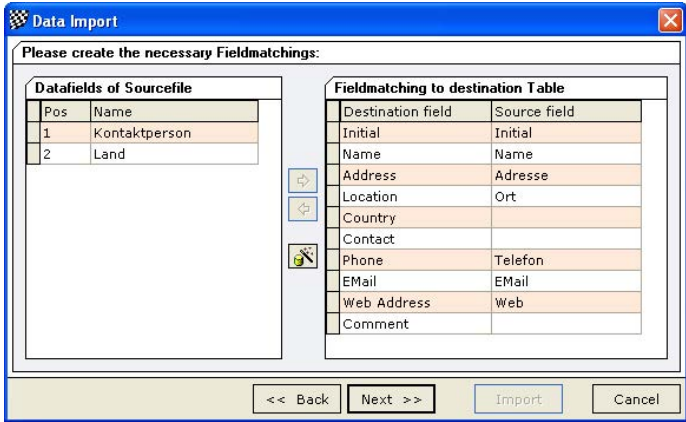 Data Import
Please create the necessary Fieldmatchings:
Datafields of Sourcefile
Pos Name
1 Kontaktperson
2 Land
Fieldmatching to destination Table
Destination field Source field
Initial Initial
Name Name
Address Adresse
Location Ort
Country
Contact
Phone Telefon
EMail EMail
Web Address Web
Comment
<< Back Next >> Import Cancel